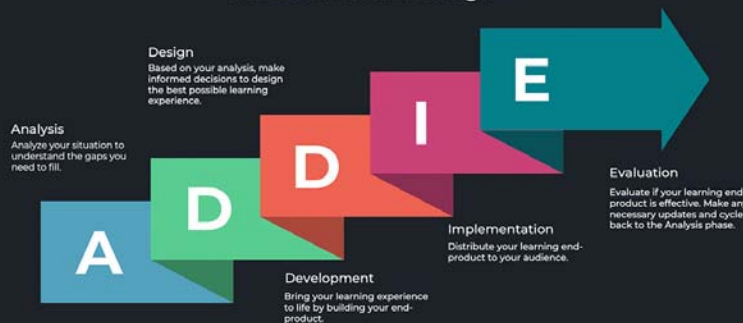 Design
Based on your analysis, make
informed decisions to design
the best possible learning
experience.
Analysis
Analyze your situation to
understand the gaps you
need to fill.
A
D
D
I
E
Evaluation
Evaluate if your learning end-
product is effective. Make any
necessary updates and cycle
back to the Analysis phase.
Implementation
Distribute your learning end-
product to your audience.
Development
Bring your learning experience
to life by building your end-
product.